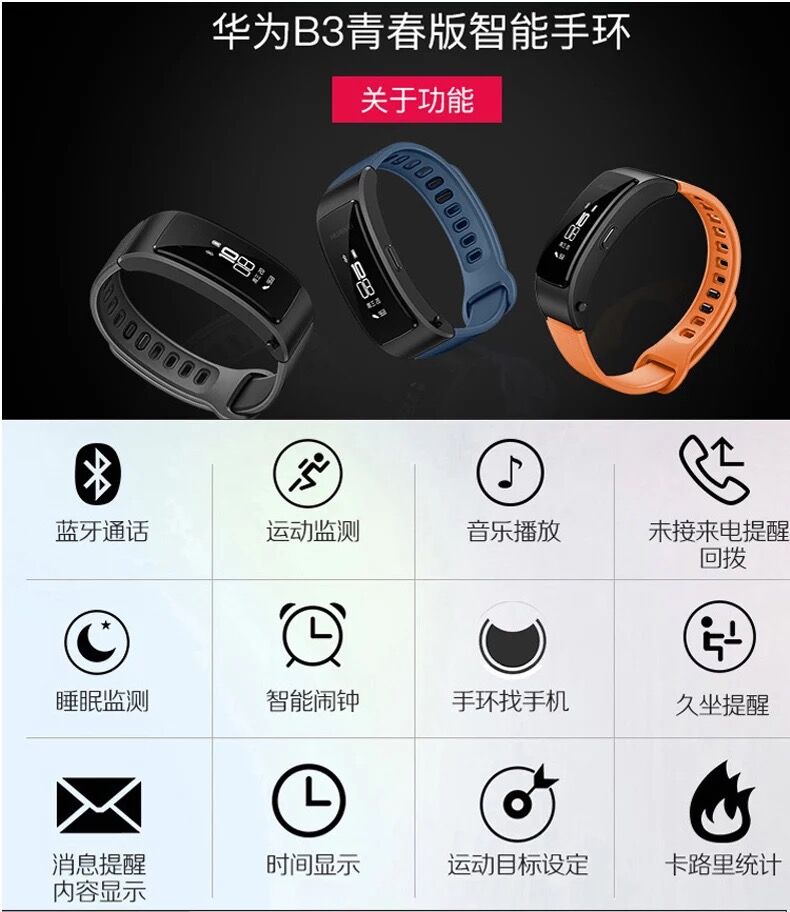 华为B3青春版智能手环
关于功能
HUAWEI
蓝牙通话
运动监测
音乐播放
未接来电提醒
回拨
睡眠监测
智能闹钟
手环找手机
久坐提醒
消息提醒
内容显示
时间显示
运动目标设定
卡路里统计